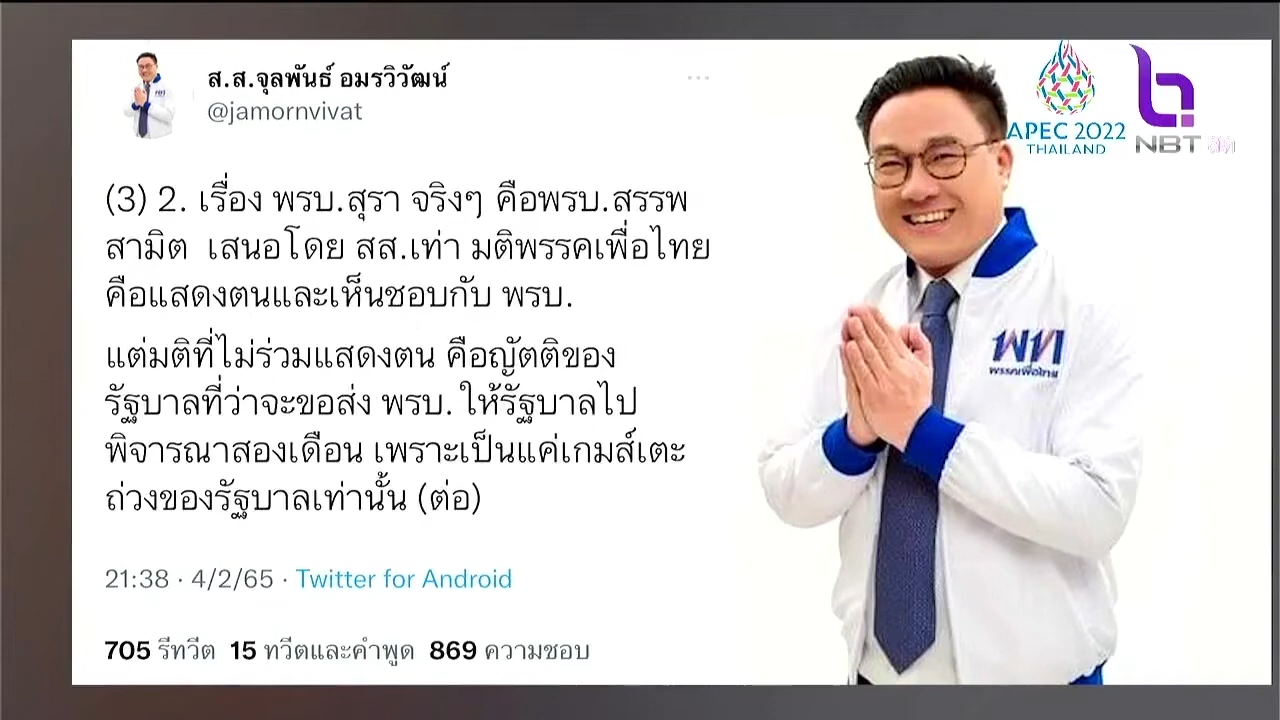 ส.ส.จุลพันธ์ อมรวิวัฒน์
@jamornvivat
APEC 2022
THAILAND
NBT
(3) 2. เรื่อง พรบ.สุรา จริงๆ คือพรบ.สรรพ
สามิต เสนอโดย สส.เท่า มติพรรคเพื่อไทย
คือแสดงตนและเห็นชอบกับ พรบ.
แต่มติที่ไม่ร่วมแสดงตน คือญัตติของ
รัฐบาลที่ว่าจะขอส่ง พรบ. ให้รัฐบาลไป
พิจารณาสองเดือน เพราะเป็นแค่เกมส์เตะ
ถ่วงของรัฐบาลเท่านั้น (ต่อ)
พท
พรรคเพื่อไทย
21:38 · 4/2/65 · Twitter for Android
705 รีทวีต 15 ทวีตและคำพูด 869 ความชอบ